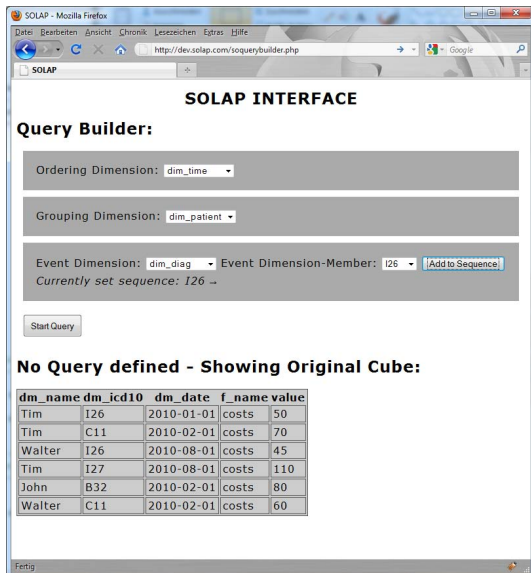 SOLAP - Mozilla Firefox
Datei Bearbeiten Ansicht Chronik Lesezeichen Extras Hilfe
http://dev.solap.com/soquerybuilder.php Google
SOLAP
SOLAP INTERFACE
Query Builder:
Ordering Dimension: dim_time
Grouping Dimension: dim_patient
Event Dimension: dim_diag Event Dimension-Member: I26 Add to Sequence
Currently set sequence: I26 →
Start Query
No Query defined - Showing Original Cube:
dm_name dm_icd10 dm_date f_name value
Tim I26 2010-01-01 costs 50
Tim C11 2010-02-01 costs 70
Walter I26 2010-08-01 costs 45
Tim I27 2010-08-01 costs 110
John B32 2010-02-01 costs 80
Walter C11 2010-02-01 costs 60
Fertig